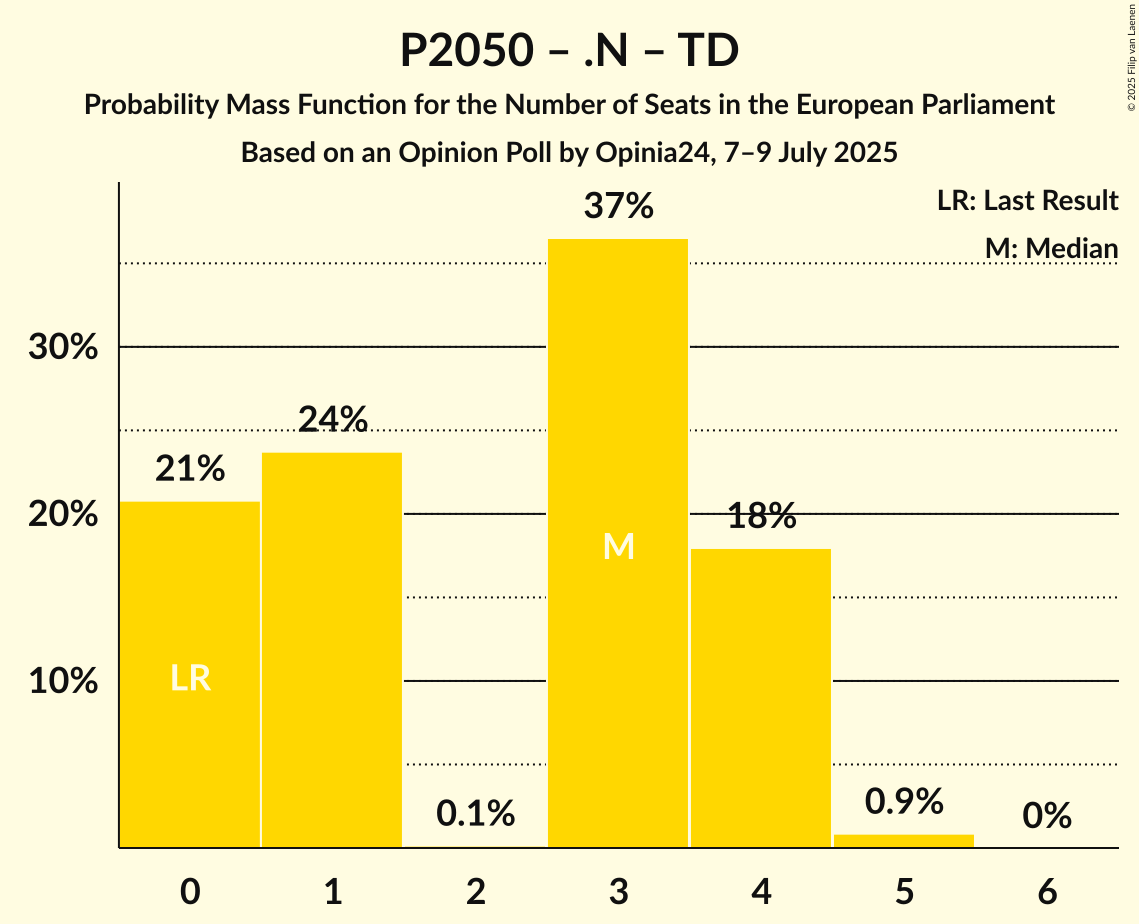 P2050 – .N – TD
Probability Mass Function for the Number of Seats in the European Parliament
Based on an Opinion Poll by Opinia24, 7–9 July 2025
© 2025 Filip van Laenen
LR: Last Result
M: Median
37%
30%
24%
21%
20%
18%
M
LR
10%
0.1%
0.9%
0%
0 1 2 3 4 5 6